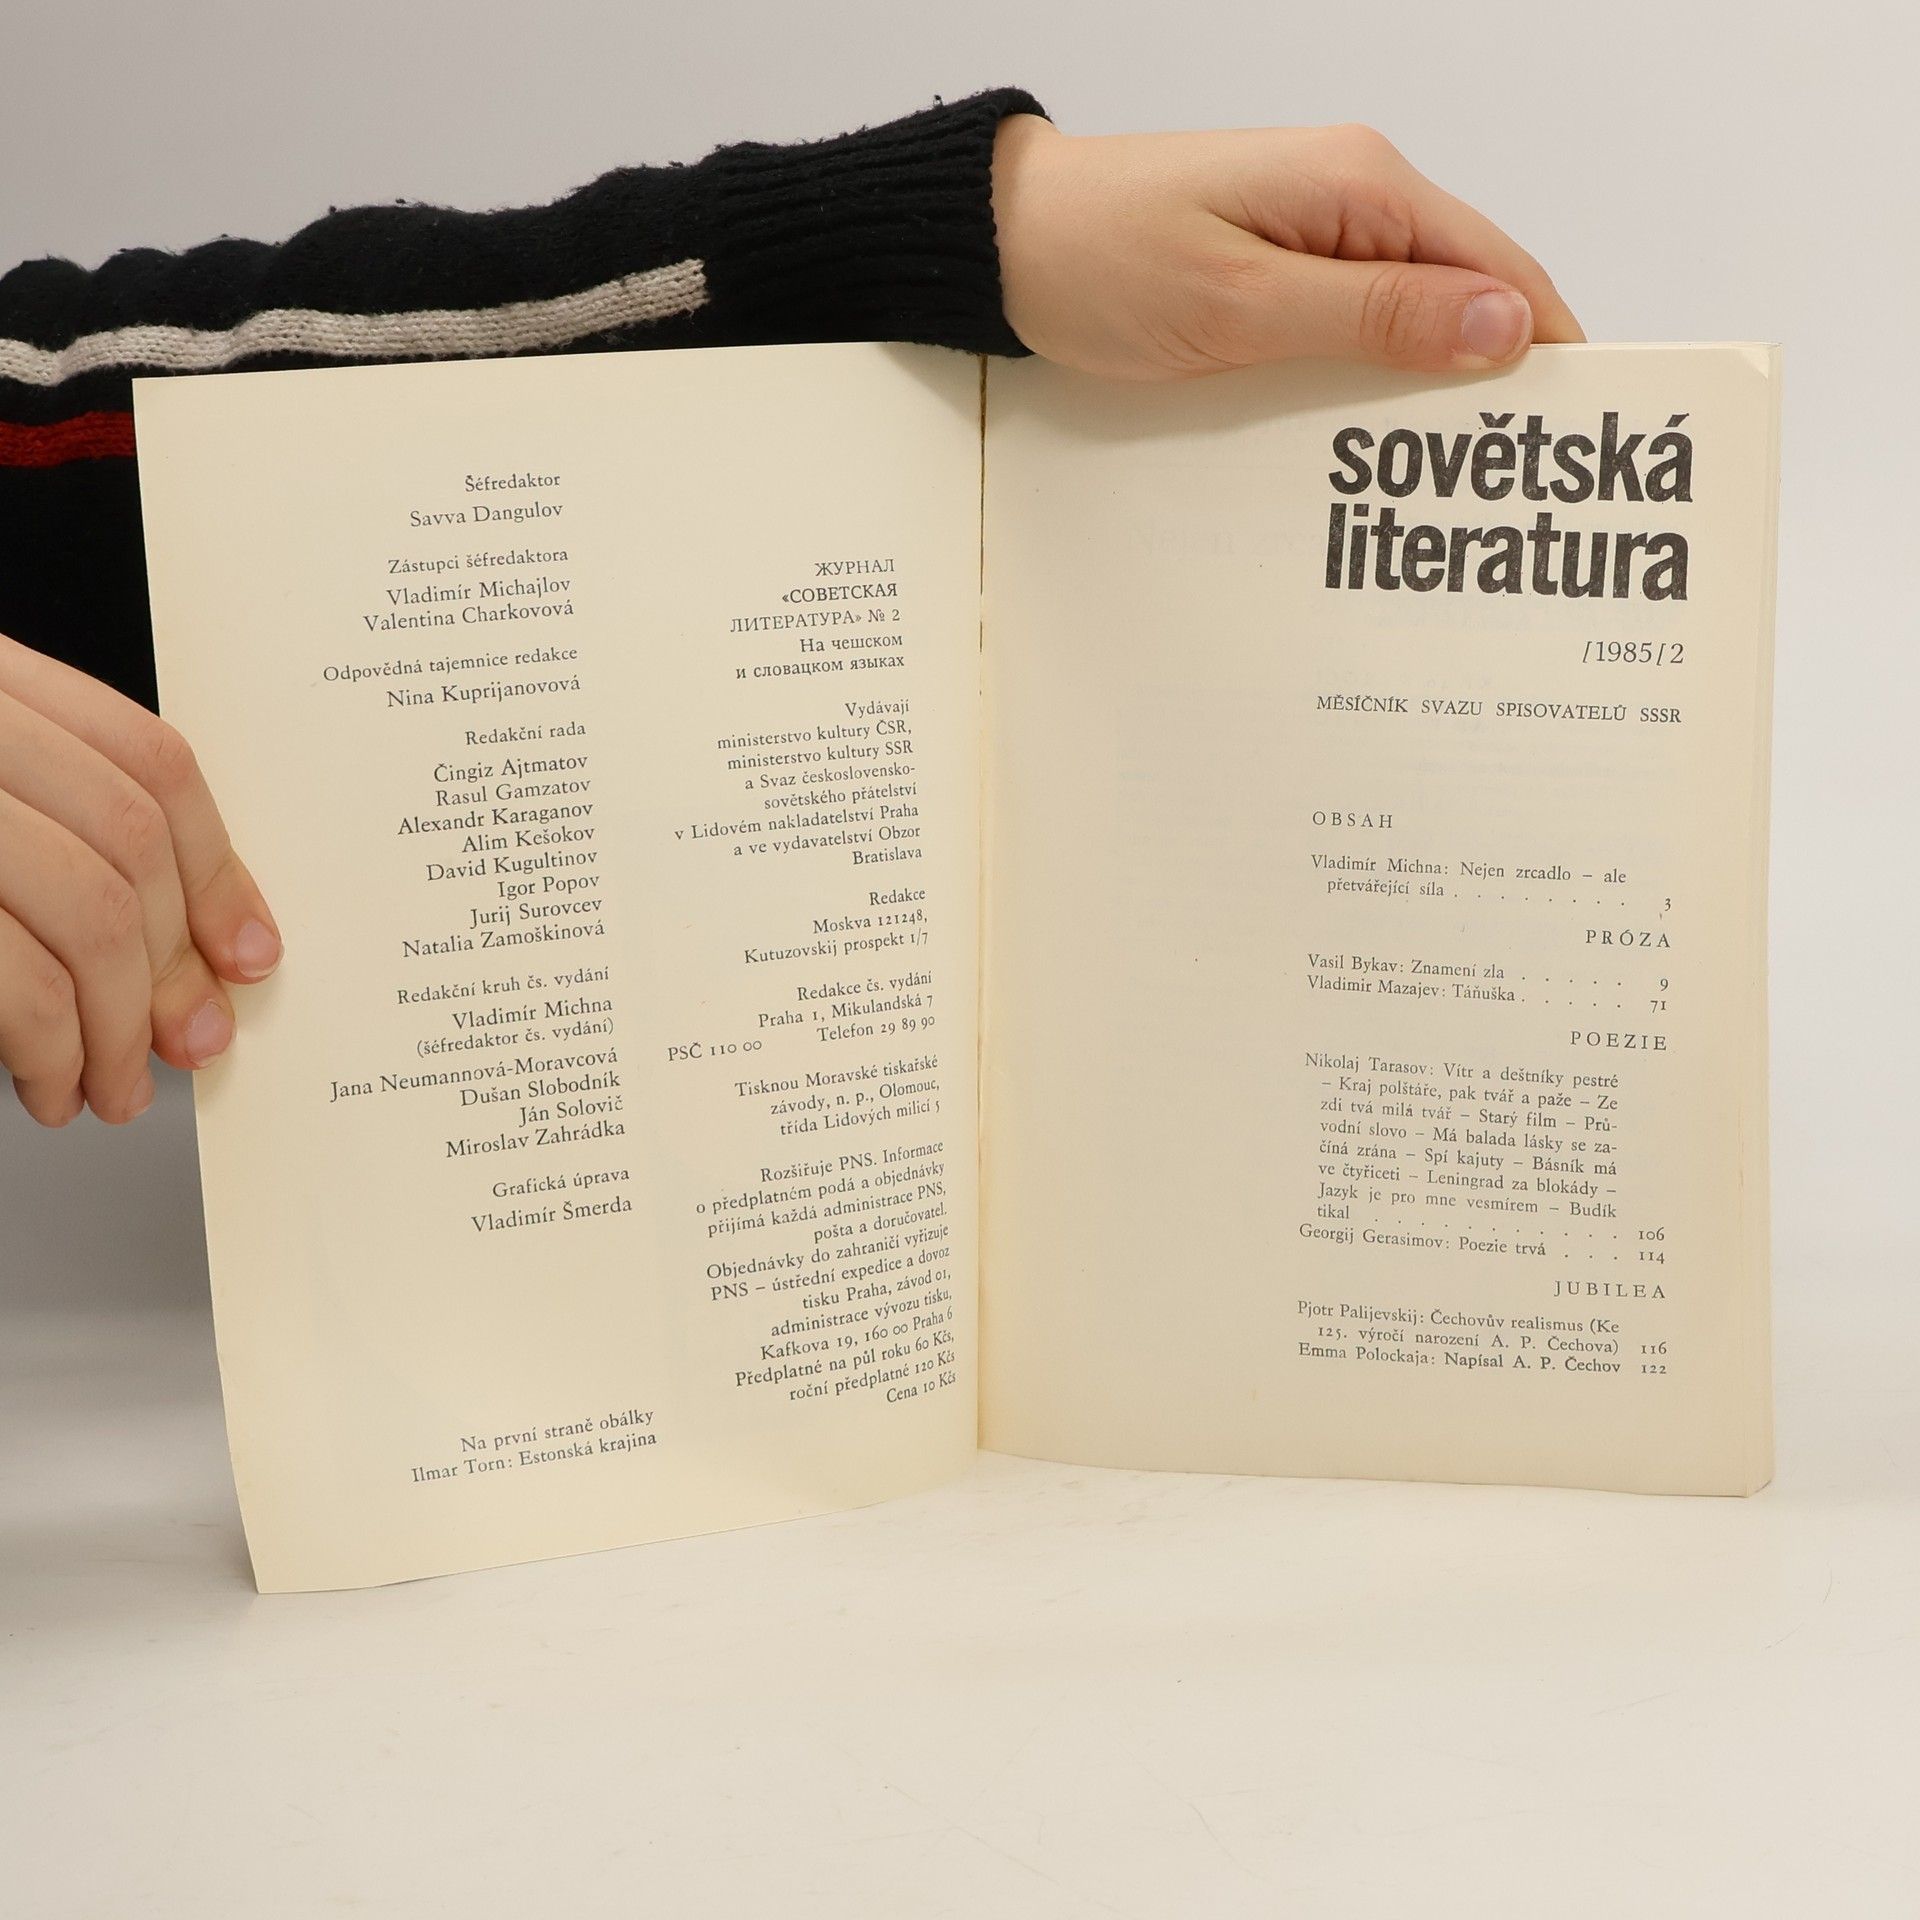 Šéfredaktor
Savva Dangulov
Zástupci šéfredaktora
Vladimír Michajlov
Valentina Charkovová
Odpovědná tajemnice redakce
Nina Kuprijanovová
Redakční rada
Čingiz Ajtmatov
Rasul Gamzatov
Alexandr Karaganov
Alim Kešokov
David Kugultinov
Igor Popov
Jurij Surovcev
Natalia Zamoškinová
Redakční kruh čs. vydání
Vladimír Michna
(šéfredaktor čs. vydání)
Jana Neumannová-Moravcová
Dušan Slobodník
Ján Solovič
Miroslav Zahrádka
Grafická úprava
Vladimír Šmerda
Na první straně obálky
Ilmar Torn: Estonská krajina
ЖУРНАЛ
«СОВЕТСКАЯ
ЛИТЕРАТУРА» № 2
На чешском
и словацком языках
Vydávají
ministerstvo kultury ČSR,
ministerstvo kultury SSR
a Svaz československo-
sovětského přátelství
v Lidovém nakladatelství Praha
a ve vydavatelství Obzor
Bratislava
Redakce
Moskva 121248,
Kutuzovskij prospekt 1/7
Redakce čs. vydání
Praha 1, Mikulandská 7
Telefon 29 89 90
PSČ 110 00
Tisknou Moravské tiskařské
závody, n. p., Olomouc,
třída Lidových milicí 5
Rozšiřuje PNS. Informace
o předplatném podá a objednávky
přijímá každá administrace PNS,
pošta a doručovatel.
Objednávky do zahraničí vyřizuje
PNS – ústřední expedice a dovoz
tisku Praha, závod 01,
administrace vývozu tisku,
Kafkova 19, 160 00 Praha 6
Předplatné na půl roku 60 Kčs,
roční předplatné 120 Kčs
Cena 10 Kčs
sovětská
literatura
/1985/2
MĚSÍČNÍK SVAZU SPISOVATELŮ SSSR
OBSAH
Vladimír Michna: Nejen zrcadlo – ale
přetvářející síla . . . . . . . . 3
PRÓZA
Vasil Bykav: Znamení zla . . . . . 9
Vladimir Mazajev: Táňuška . . . . . 71
POEZIE
Nikolaj Tarasov: Vítr a deštníky pestré
– Kraj polštáře, pak tvář a paže – Ze
zdi tvá milá tvář – Starý film – Prů-
vodní slovo – Má balada lásky se za-
číná zrána – Spí kajuty – Básník má
ve čtyřiceti – Leningrad za blokády –
Jazyk je pro mne vesmírem – Budík
tikal . . . . . . . . . 106
Georgij Gerasimov: Poezie trvá . . . 114
JUBILEA
Pjotr Palijevskij: Čechovův realismus (Ke
125. výročí narození A. P. Čechova) 116
Emma Polockaja: Napísal A. P. Čechov 122